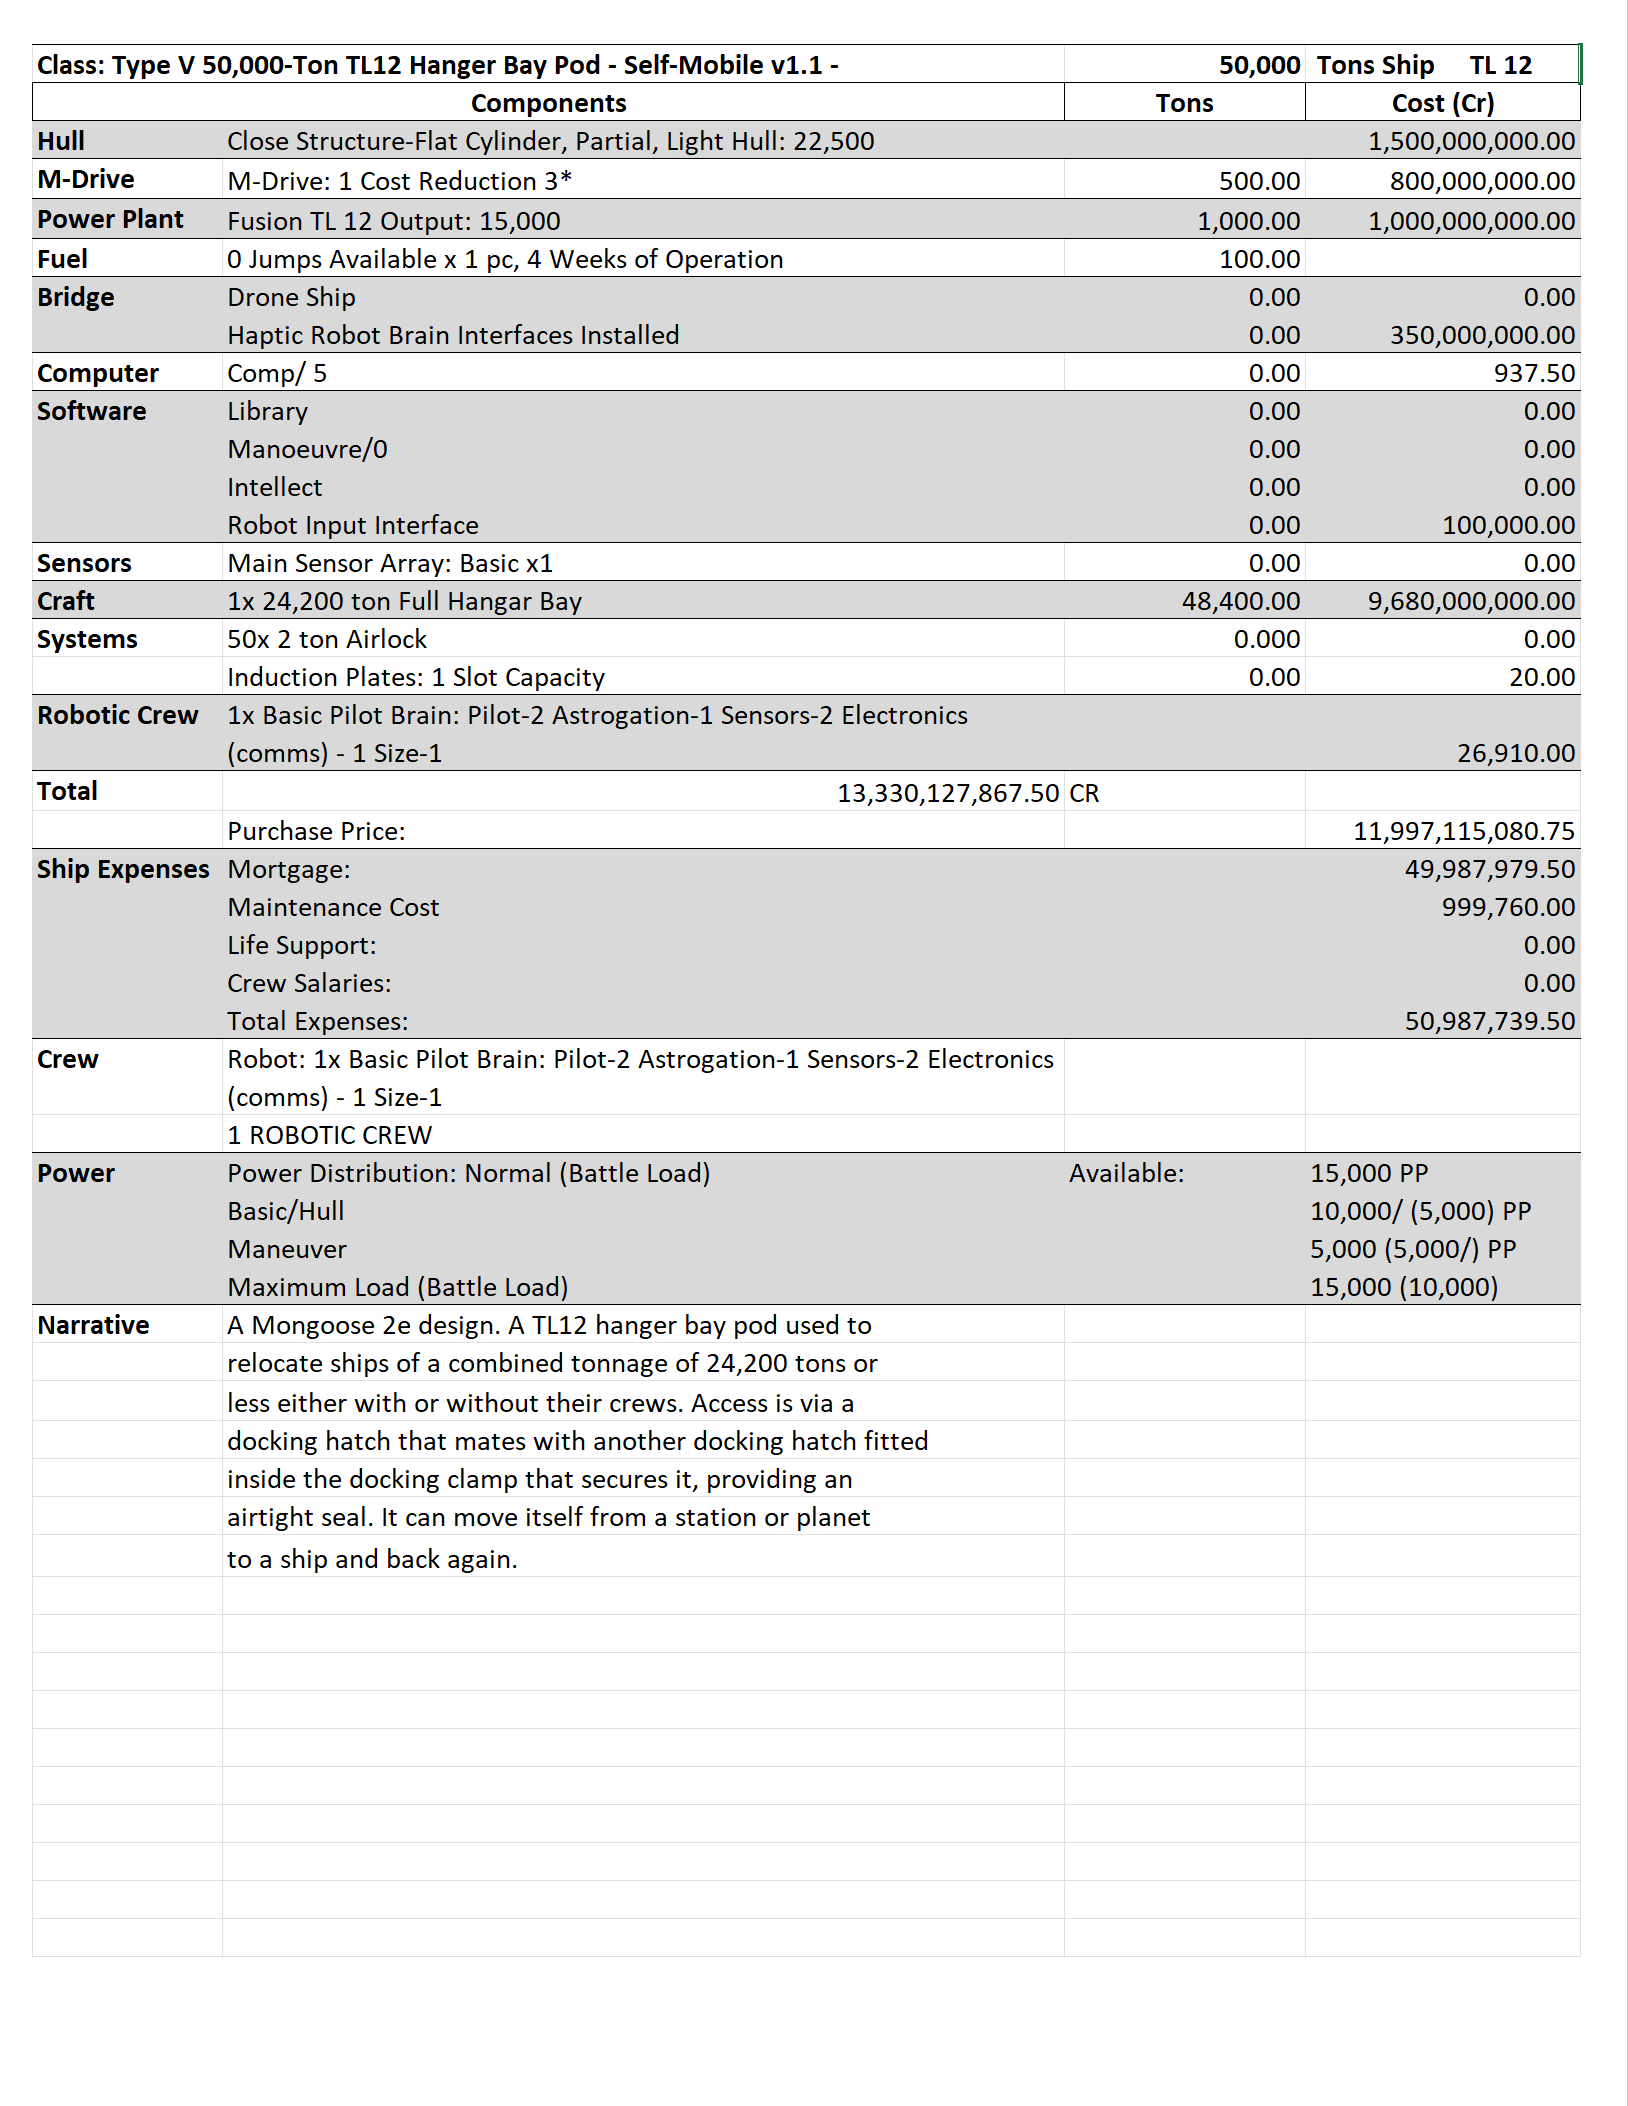 Class: Type V 50,000-Ton TL12 Hanger Bay Pod - Self-Mobile v1.1 - 50,000 Tons Ship TL 12
Components Tons Cost (Cr)
Hull Close Structure-Flat Cylinder, Partial, Light Hull: 22,500 1,500,000,000.00
M-Drive M-Drive: 1 Cost Reduction 3* 500.00 800,000,000.00
Power Plant Fusion TL 12 Output: 15,000 1,000.00 1,000,000,000.00
Fuel 0 Jumps Available x 1 pc, 4 Weeks of Operation 100.00
Bridge Drone Ship 0.00 0.00
Haptic Robot Brain Interfaces Installed 0.00 350,000,000.00
Computer Comp/ 5 0.00 937.50
Software Library 0.00 0.00
Manoeuvre/0 0.00 0.00
Intellect 0.00 0.00
Robot Input Interface 0.00 100,000.00
Sensors Main Sensor Array: Basic x1 0.00 0.00
Craft 1x 24,200 ton Full Hangar Bay 48,400.00 9,680,000,000.00
Systems 50x 2 ton Airlock 0.000 0.00
Induction Plates: 1 Slot Capacity 0.00 20.00
Robotic Crew 1x Basic Pilot Brain: Pilot-2 Astrogation-1 Sensors-2 Electronics
(comms) - 1 Size-1 26,910.00
Total 13,330,127,867.50 CR
Purchase Price: 11,997,115,080.75
Ship Expenses Mortgage: 49,987,979.50
Maintenance Cost 999,760.00
Life Support: 0.00
Crew Salaries: 0.00
Total Expenses: 50,987,739.50
Crew Robot: 1x Basic Pilot Brain: Pilot-2 Astrogation-1 Sensors-2 Electronics
(comms) - 1 Size-1
1 ROBOTIC CREW
Power Power Distribution: Normal (Battle Load) Available: 15,000 PP
Basic/Hull 10,000/ (5,000) PP
Maneuver 5,000 (5,000/) PP
Maximum Load (Battle Load) 15,000 (10,000)
Narrative A Mongoose 2e design. A TL12 hanger bay pod used to
relocate ships of a combined tonnage of 24,200 tons or
less either with or without their crews. Access is via a
docking hatch that mates with another docking hatch fitted
inside the docking clamp that secures it, providing an
airtight seal. It can move itself from a station or planet
to a ship and back again.